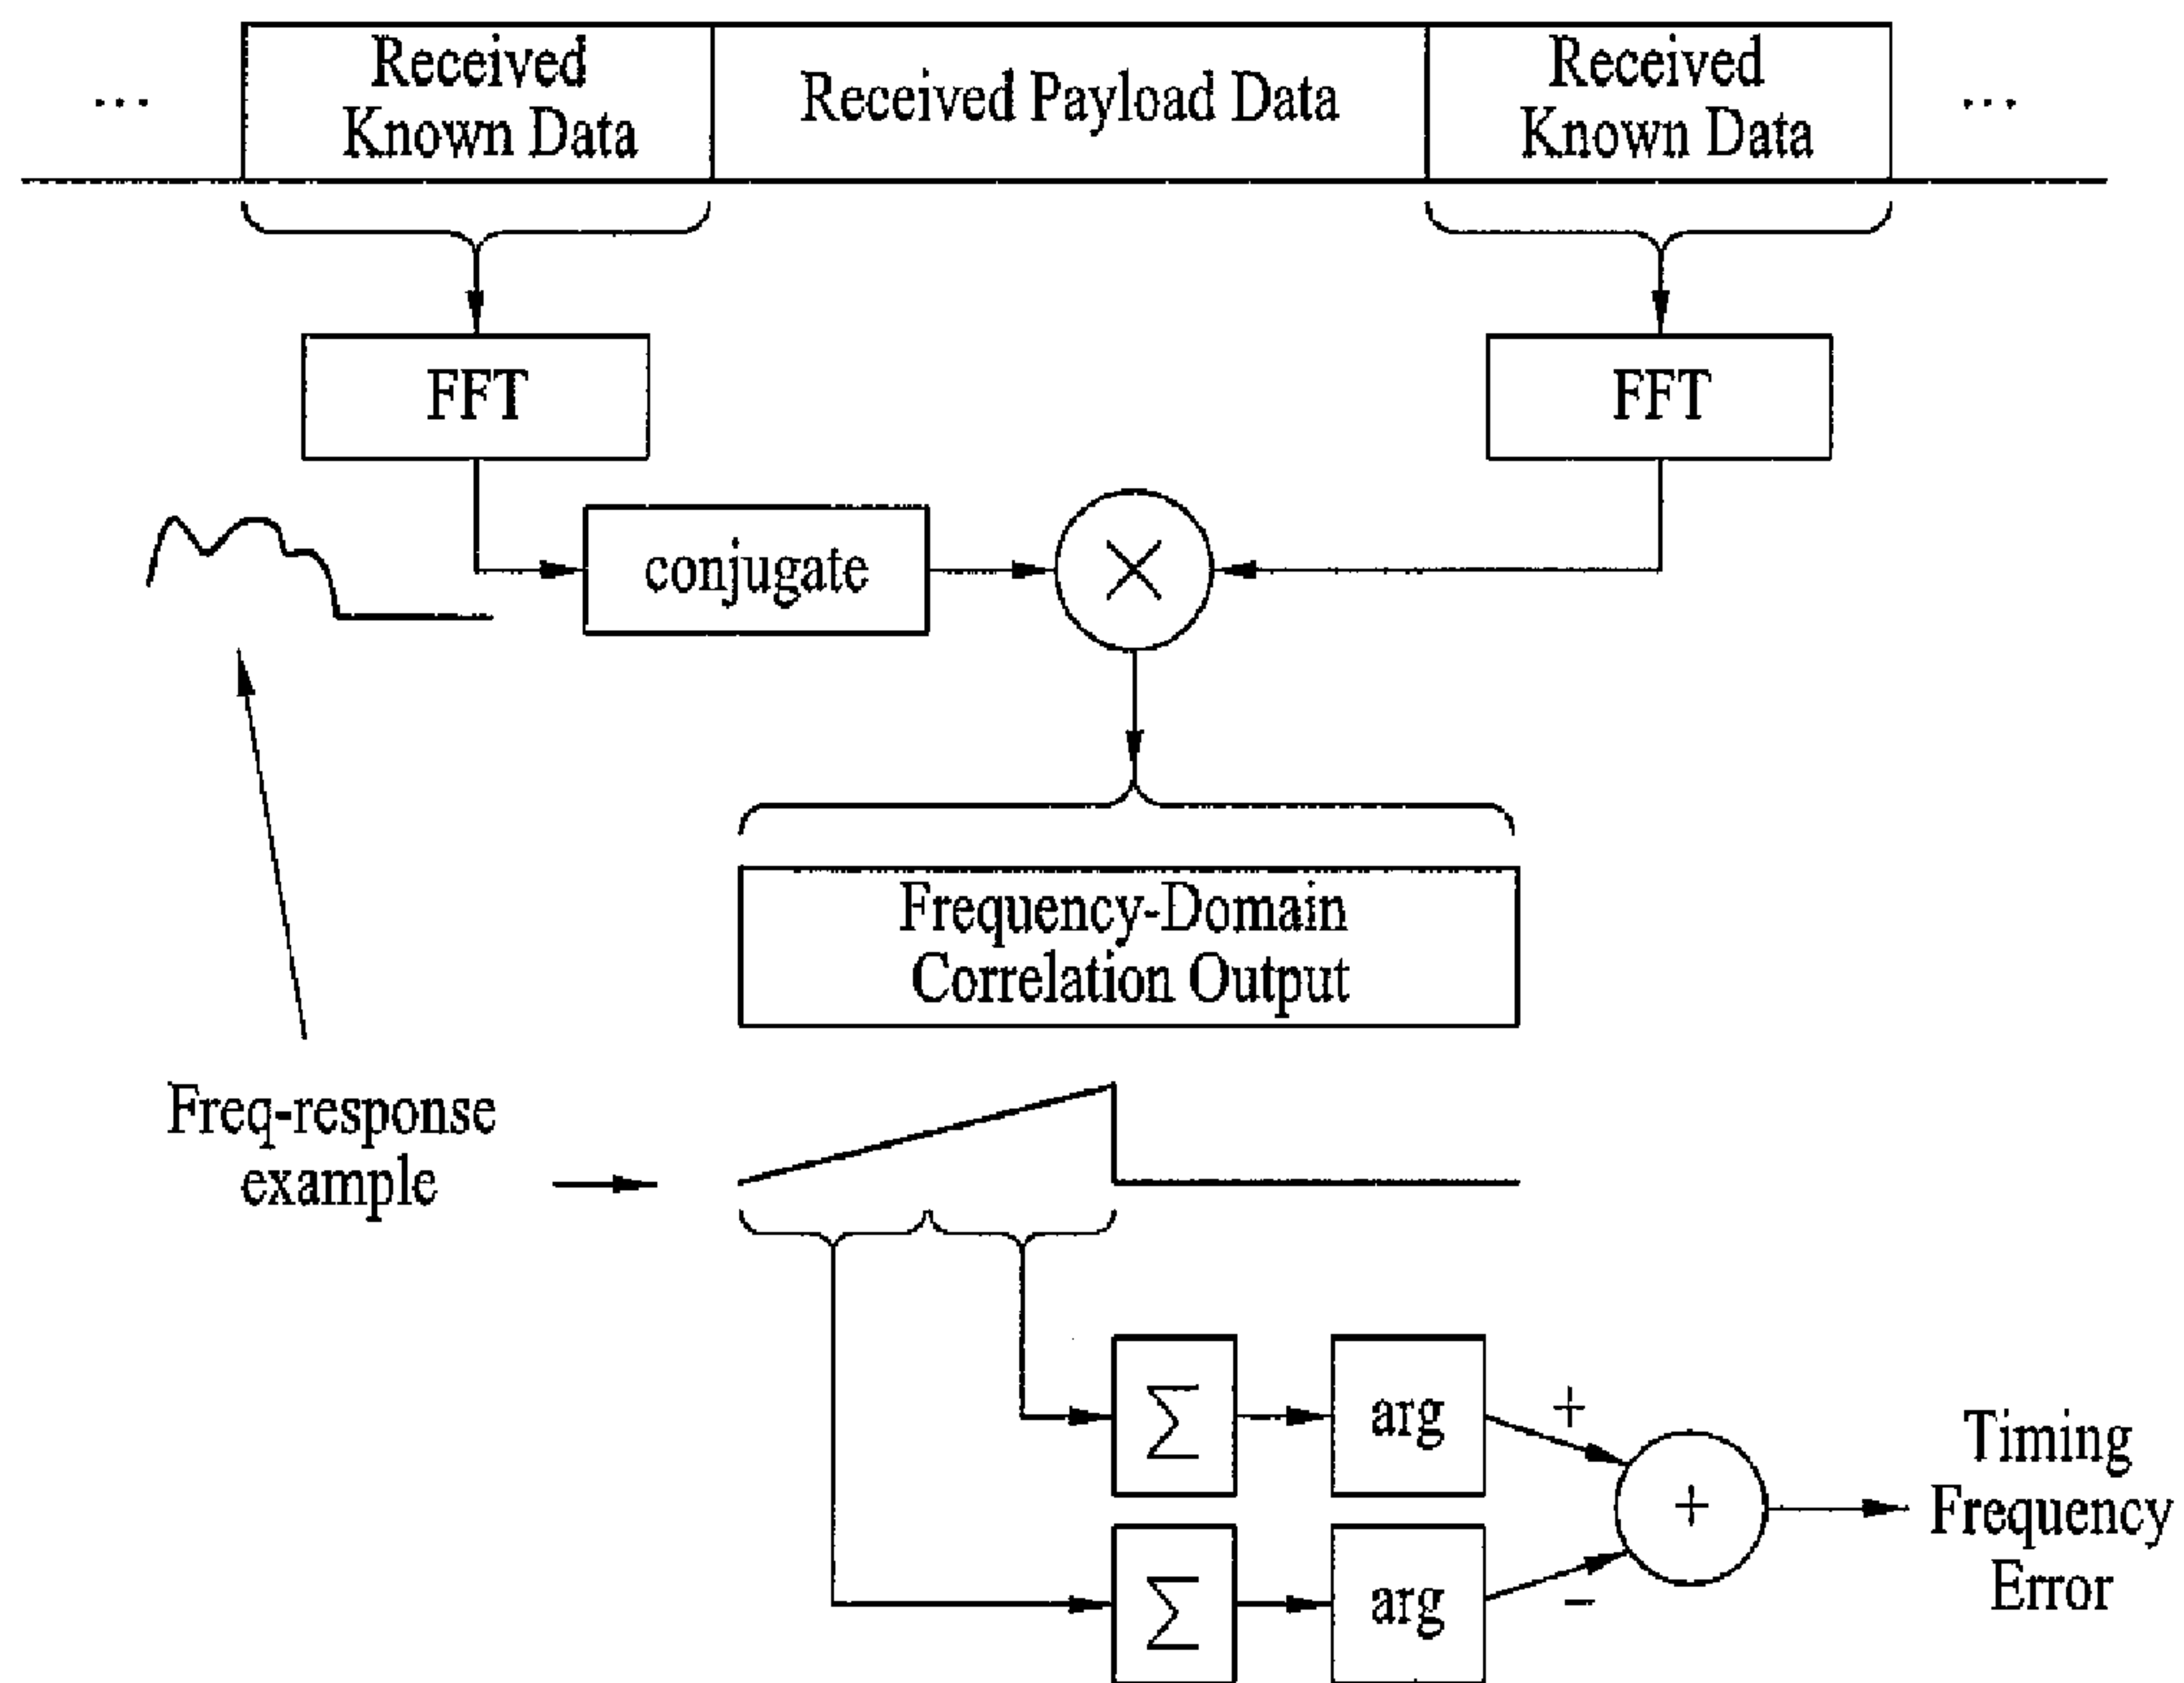 ...
Received
Known Data
Received Payload Data
Received
Known Data
...
FFT
FFT
conjugate
×
Frequency-Domain
Correlation Output
Freq-response
example
Σ
arg
+
+
Timing
Frequency
Error
Σ
arg
−